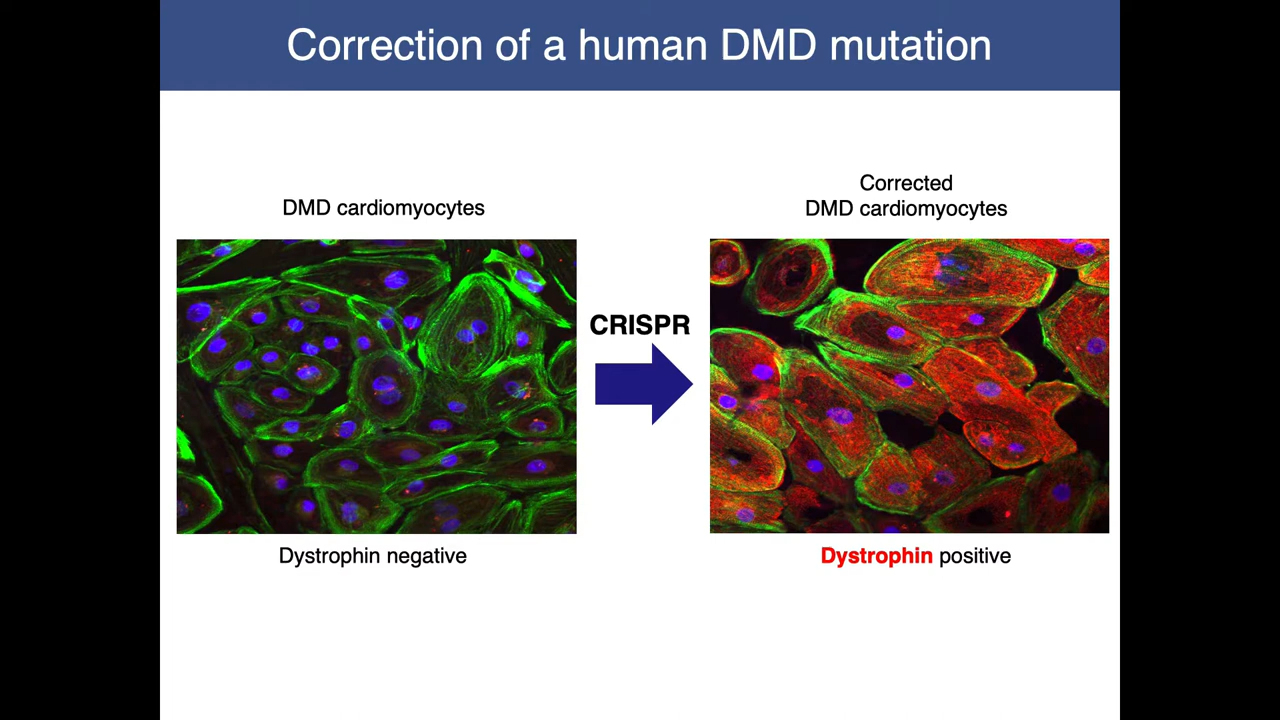 Correction of a human DMD mutation
DMD cardiomyocytes
Corrected
DMD cardiomyocytes
CRISPR
Dystrophin negative
Dystrophin positive